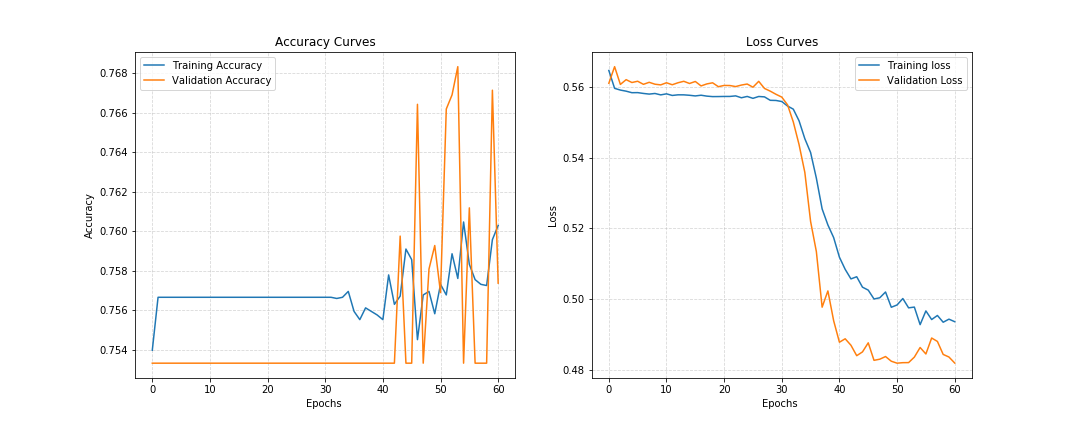 Accuracy Curves
Training Accuracy
Validation Accuracy
0.768
0.766
0.764
0.762
0.760
0.758
0.756
0.754
Accuracy
0 10 20 30 40 50 60
Epochs
Loss Curves
Training loss
Validation Loss
0.56
0.54
0.52
0.50
0.48
Loss
0 10 20 30 40 50 60
Epochs